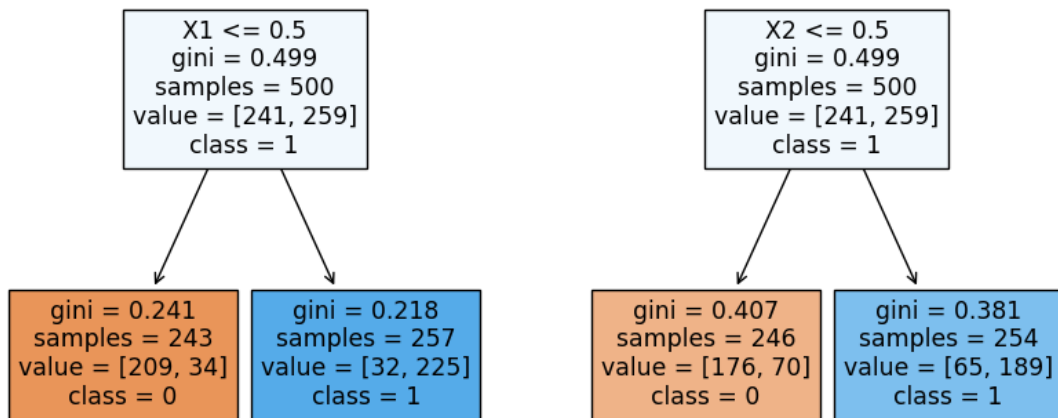 X1 <= 0.5
gini = 0.499
samples = 500
value = [241, 259]
class = 1
gini = 0.241
samples = 243
value = [209, 34]
class = 0
gini = 0.218
samples = 257
value = [32, 225]
class = 1
X2 <= 0.5
gini = 0.499
samples = 500
value = [241, 259]
class = 1
gini = 0.407
samples = 246
value = [176, 70]
class = 0
gini = 0.381
samples = 254
value = [65, 189]
class = 1